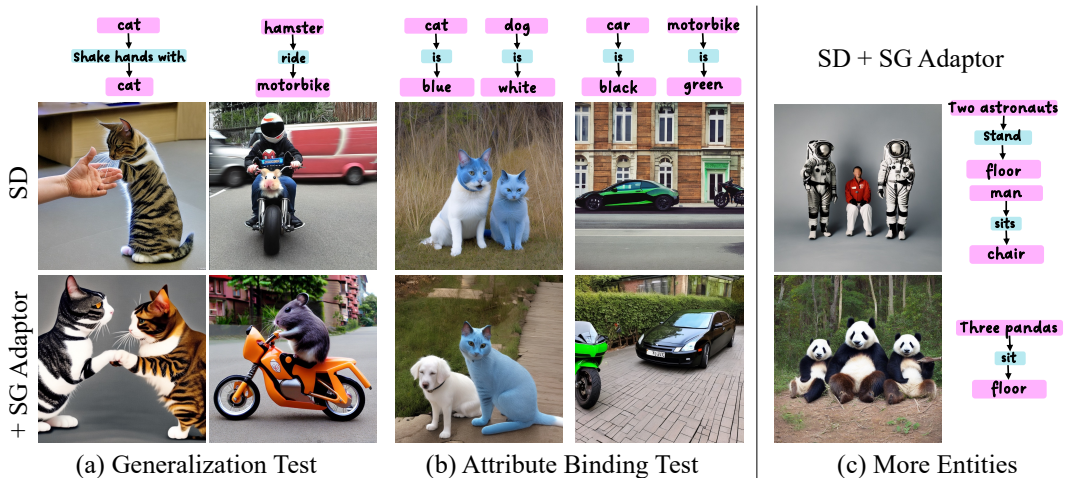 cat
Shake hands with
cat
hamster
ride
motorbike
cat
is
blue
dog
is
white
car
is
black
motorbike
is
green
SD
+ SG Adaptor
(a) Generalization Test
(b) Attribute Binding Test
SD + SG Adaptor
Two astronauts
Stand
floor
man
sits
chair
Three pandas
sit
floor
(c) More Entities